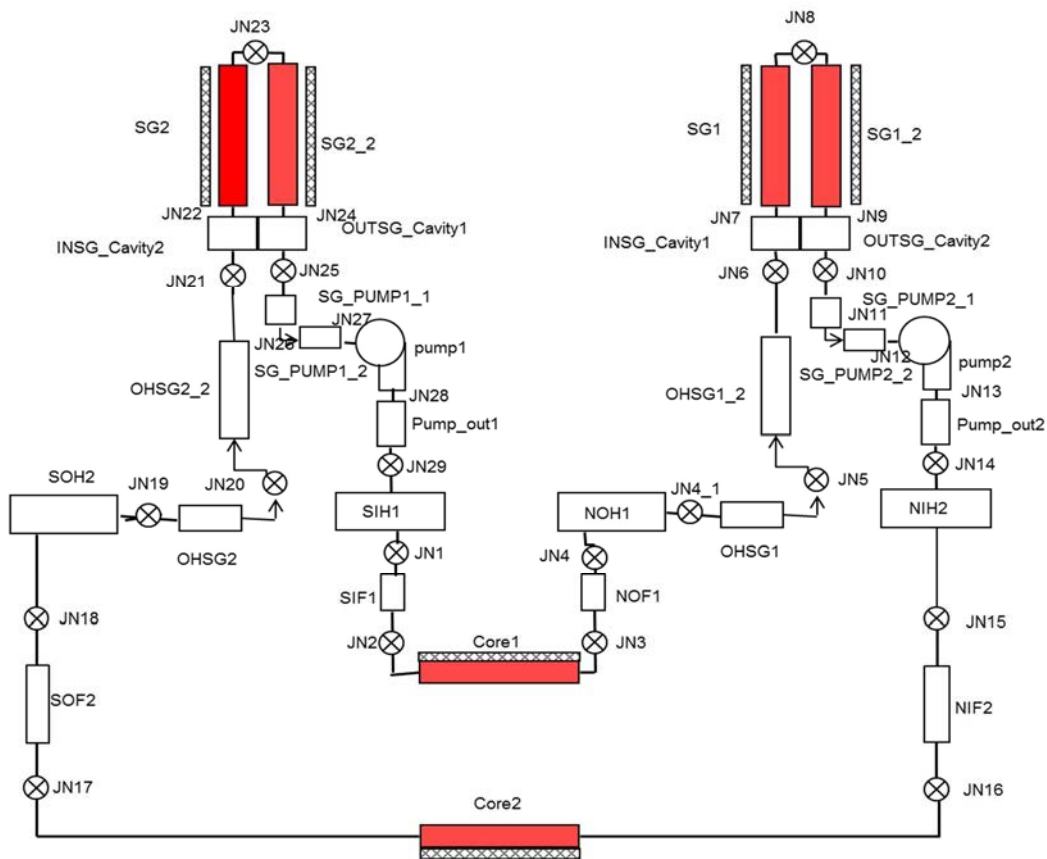 JN23
JN8
SG2
SG2_2
SG1
SG1_2
JN22
JN24
JN7
JN9
INSG_Cavity2
OUTSG_Cavity1
INSG_Cavity1
OUTSG_Cavity2
JN21
JN25
JN6
JN10
SG_PUMP1_1
SG_PUMP2_1
JN27
JN11
JN26
pump1
JN12
pump2
SG_PUMP1_2
SG_PUMP2_2
OHSG2_2
JN28
OHSG1_2
JN13
Pump_out1
Pump_out2
JN29
JN14
SOH2
JN19
JN20
JN4_1
JN5
SIH1
NOH1
NIH2
OHSG2
OHSG1
JN1
JN4
SIF1
NOF1
JN18
JN15
JN2
Core1
JN3
SOF2
NIF2
JN17
JN16
Core2